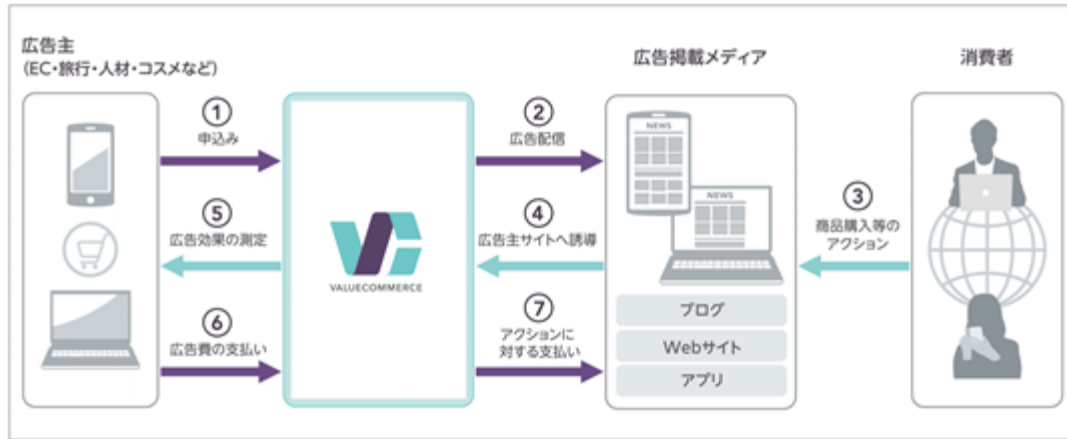 広告主
(EC・旅行・人材・コスメなど)
広告掲載メディア
消費者
①
申込み
②
広告配信
③
商品購入等の
アクション
④
広告主サイトへ誘導
⑤
広告効果の測定
⑥
広告費の支払い
⑦
アクションに
対する支払い
VALUECOMMERCE
NEWS
NEWS
ブログ
Webサイト
アプリ